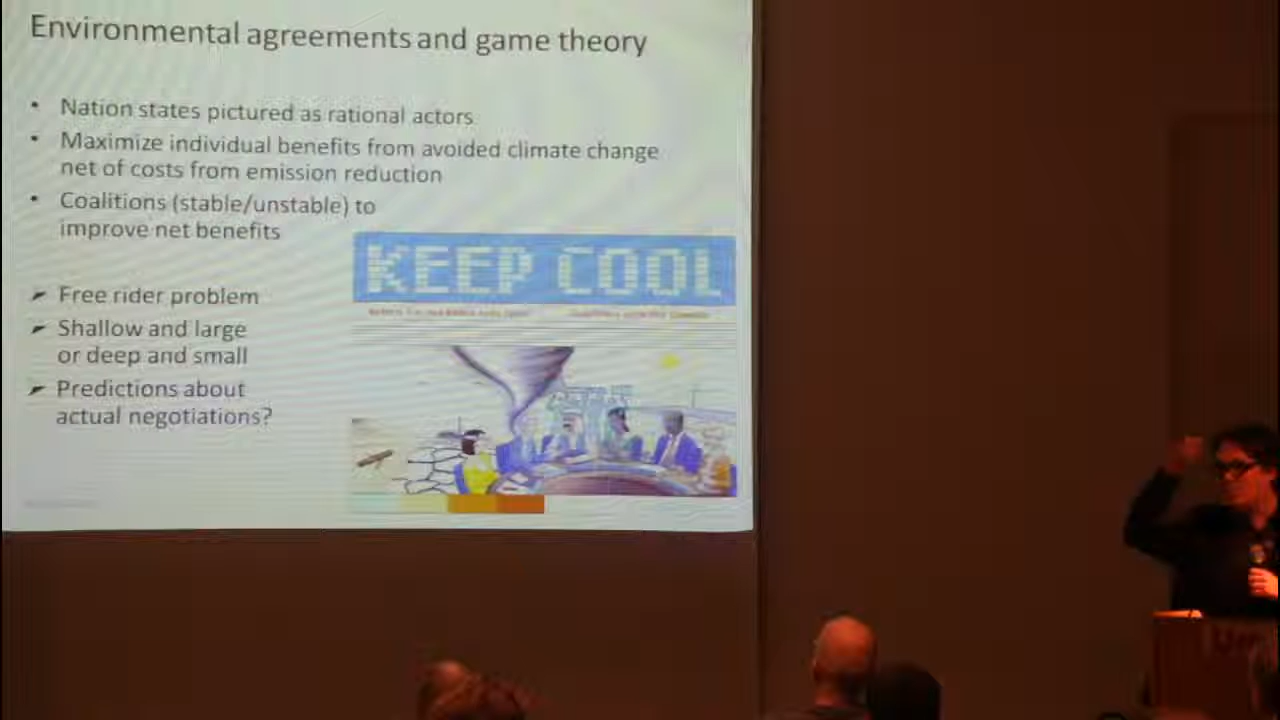 Environmental agreements and game theory
• Nation states pictured as rational actors
• Maximize individual benefits from avoided climate change
net of costs from emission reduction
• Coalitions (stable/unstable) to
improve net benefits
KEEP COOL
➤ Free rider problem
➤ Shallow and large
or deep and small
➤ Predictions about
actual negotiations?